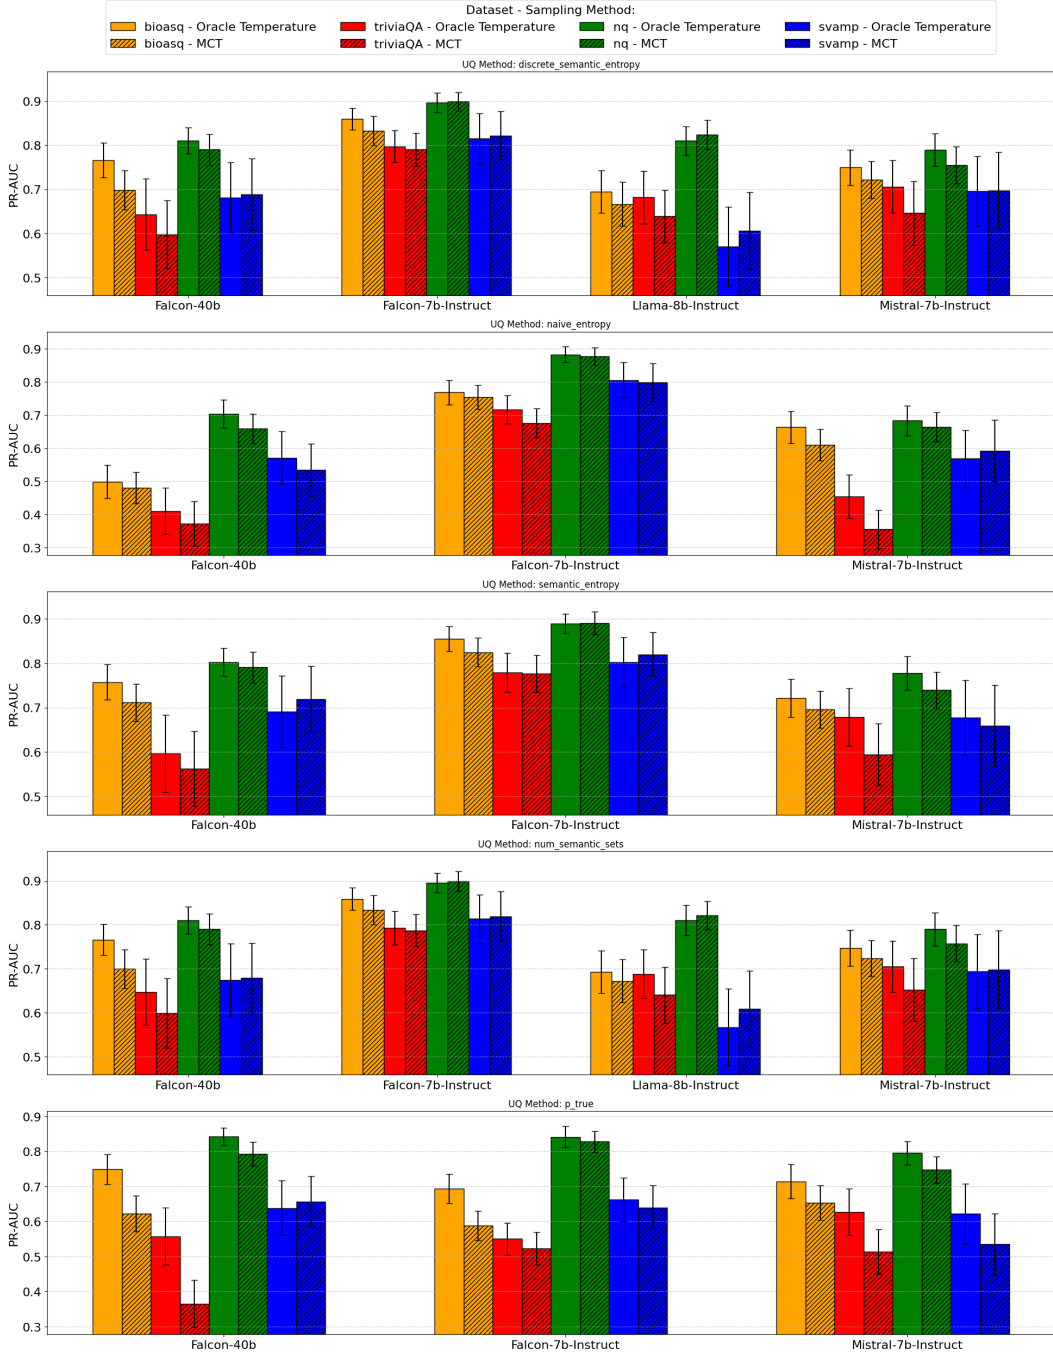 Dataset - Sampling Method:
bioasq - Oracle Temperature
triviaQA - Oracle Temperature
nq - Oracle Temperature
svamp - Oracle Temperature
bioasq - MCT
triviaQA - MCT
nq - MCT
svamp - MCT
UQ Method: discrete_semantic_entropy
PR-AUC
0.9
0.8
0.7
0.6
0.5
Falcon-40b
Falcon-7b-Instruct
Llama-8b-Instruct
Mistral-7b-Instruct
UQ Method: naive_entropy
PR-AUC
0.9
0.8
0.7
0.6
0.5
0.4
0.3
Falcon-40b
Falcon-7b-Instruct
Mistral-7b-Instruct
UQ Method: semantic_entropy
PR-AUC
0.9
0.8
0.7
0.6
0.5
Falcon-40b
Falcon-7b-Instruct
Mistral-7b-Instruct
UQ Method: num_semantic_sets
PR-AUC
0.9
0.8
0.7
0.6
0.5
Falcon-40b
Falcon-7b-Instruct
Llama-8b-Instruct
Mistral-7b-Instruct
UQ Method: p_true
PR-AUC
0.9
0.8
0.7
0.6
0.5
0.4
0.3
Falcon-40b
Falcon-7b-Instruct
Mistral-7b-Instruct